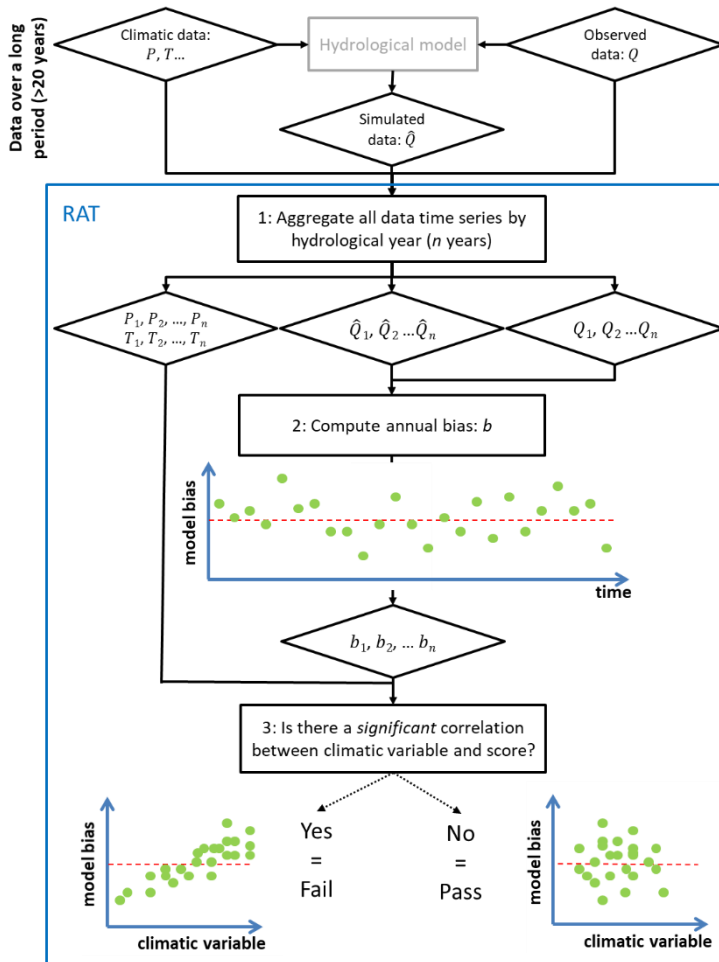 Data over a long
period (>20 years)
Climatic data:
P, T…
Hydrological model
Observed
data: Q
Simulated
data: Q̂
RAT
1: Aggregate all data time series by
hydrological year (n years)
P₁, P₂, …, Pₙ
T₁, T₂, …, Tₙ
Q̂₁, Q̂₂ … Q̂ₙ
Q₁, Q₂ … Qₙ
2: Compute annual bias: b
model bias
time
b₁, b₂, … bₙ
3: Is there a significant correlation
between climatic variable and score?
model bias
climatic variable
Yes
=
Fail
No
=
Pass
model bias
climatic variable